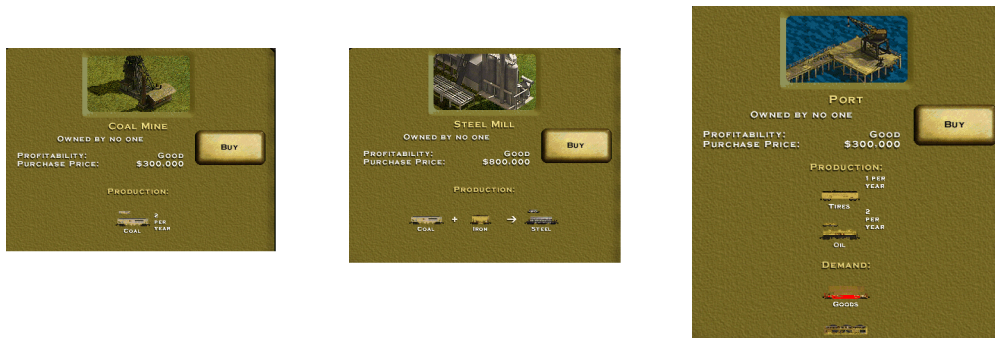 Coal Mine
Owned by no one
Profitability: Good
Purchase Price: $300,000
Buy
Production:
2 per year
Coal
Steel Mill
Owned by no one
Profitability: Good
Purchase Price: $800,000
Buy
Production:
Coal + Iron → Steel
Port
Owned by no one
Profitability: Good
Purchase Price: $300,000
Buy
Production:
1 per year
Tires
2 per year
Oil
Demand:
Goods